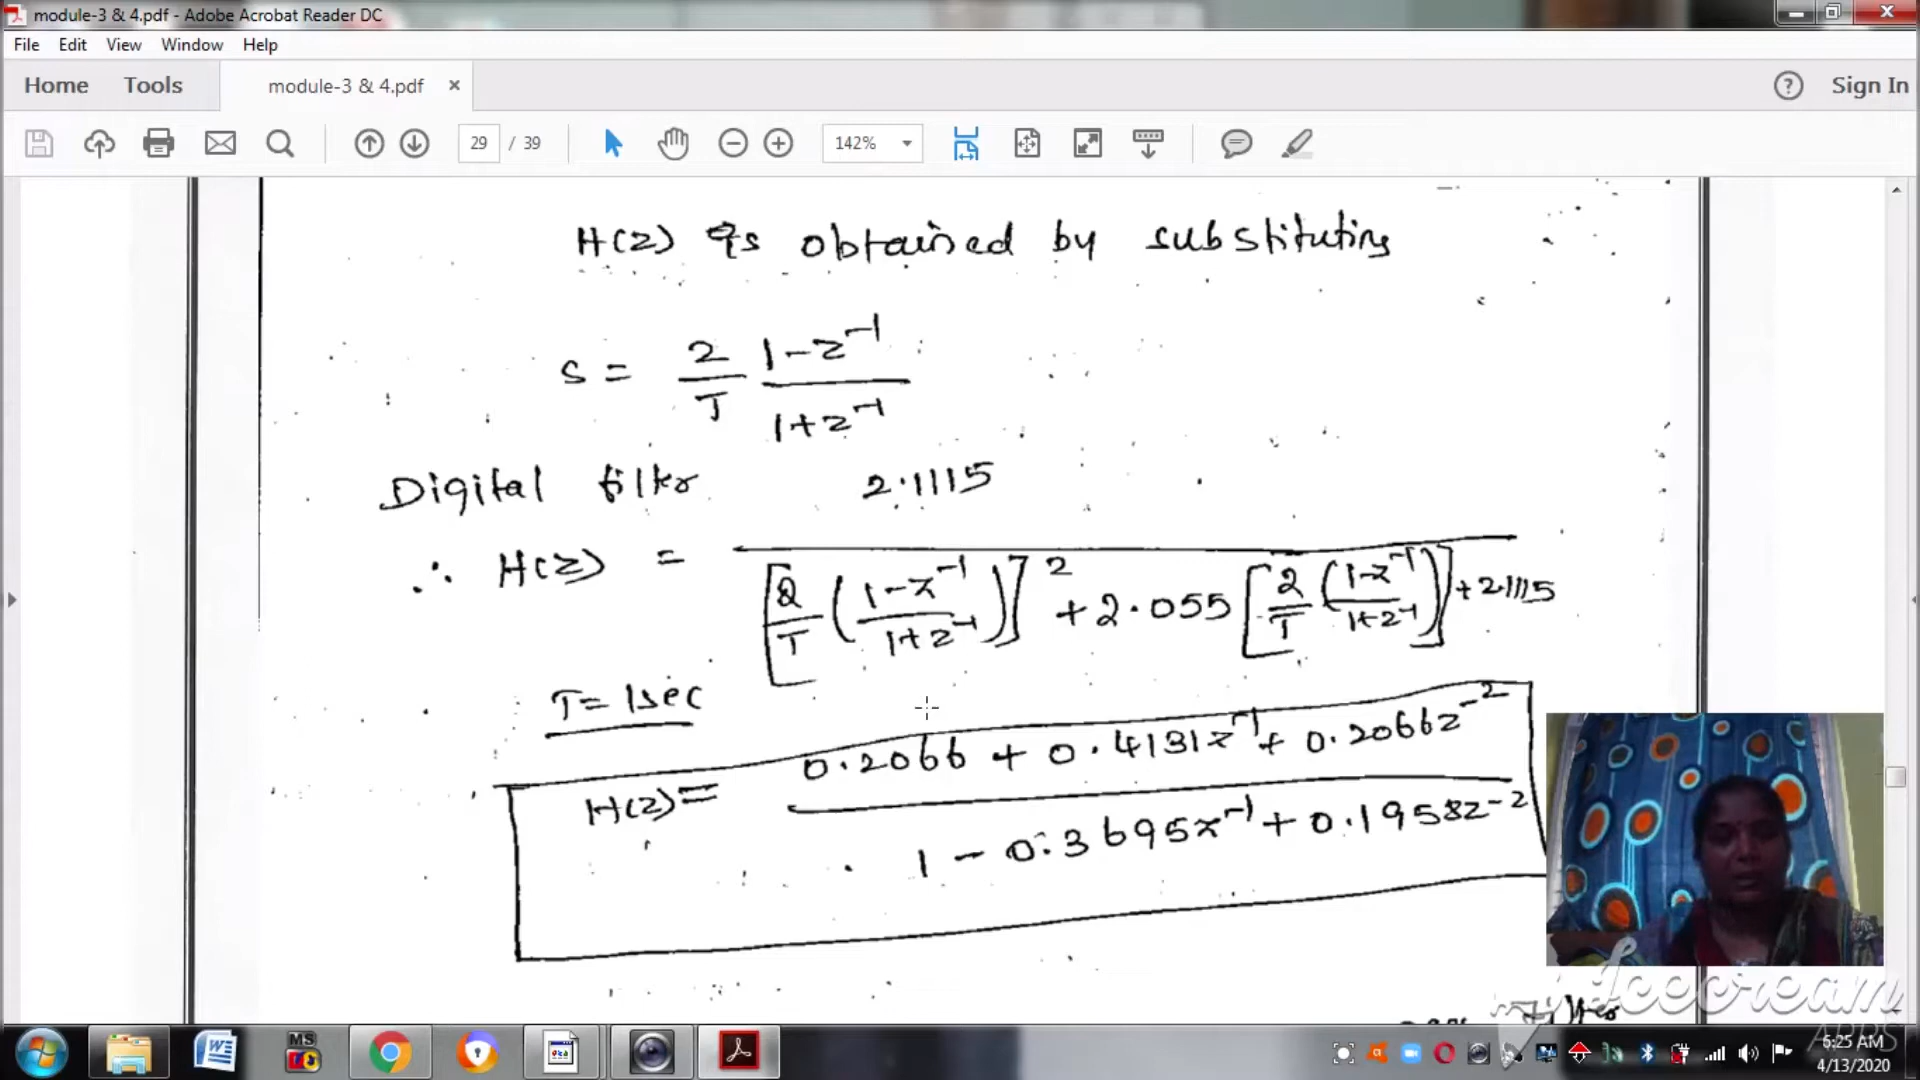 module-3 & 4.pdf - Adobe Acrobat Reader DC
File Edit View Window Help
Home Tools module-3 & 4.pdf × ? Sign In
29 / 39 142%
H(z) is obtained by substituting
s = 2/T (1-z^-1)/(1+z^-1)
Digital filter 2.1115
∴ H(z) = ──────────
[2/T ((1-z^-1)/(1+z^-1))]^2 + 2.055 [2/T ((1-z^-1)/(1+z^-1))] + 2.1115
T = 1sec
0.2066 + 0.4131z^-1 + 0.2066z^-2
H(z) = ──────────
1 - 0.3695z^-1 + 0.1958z^-2
APPS
6:25 AM
4/13/2020